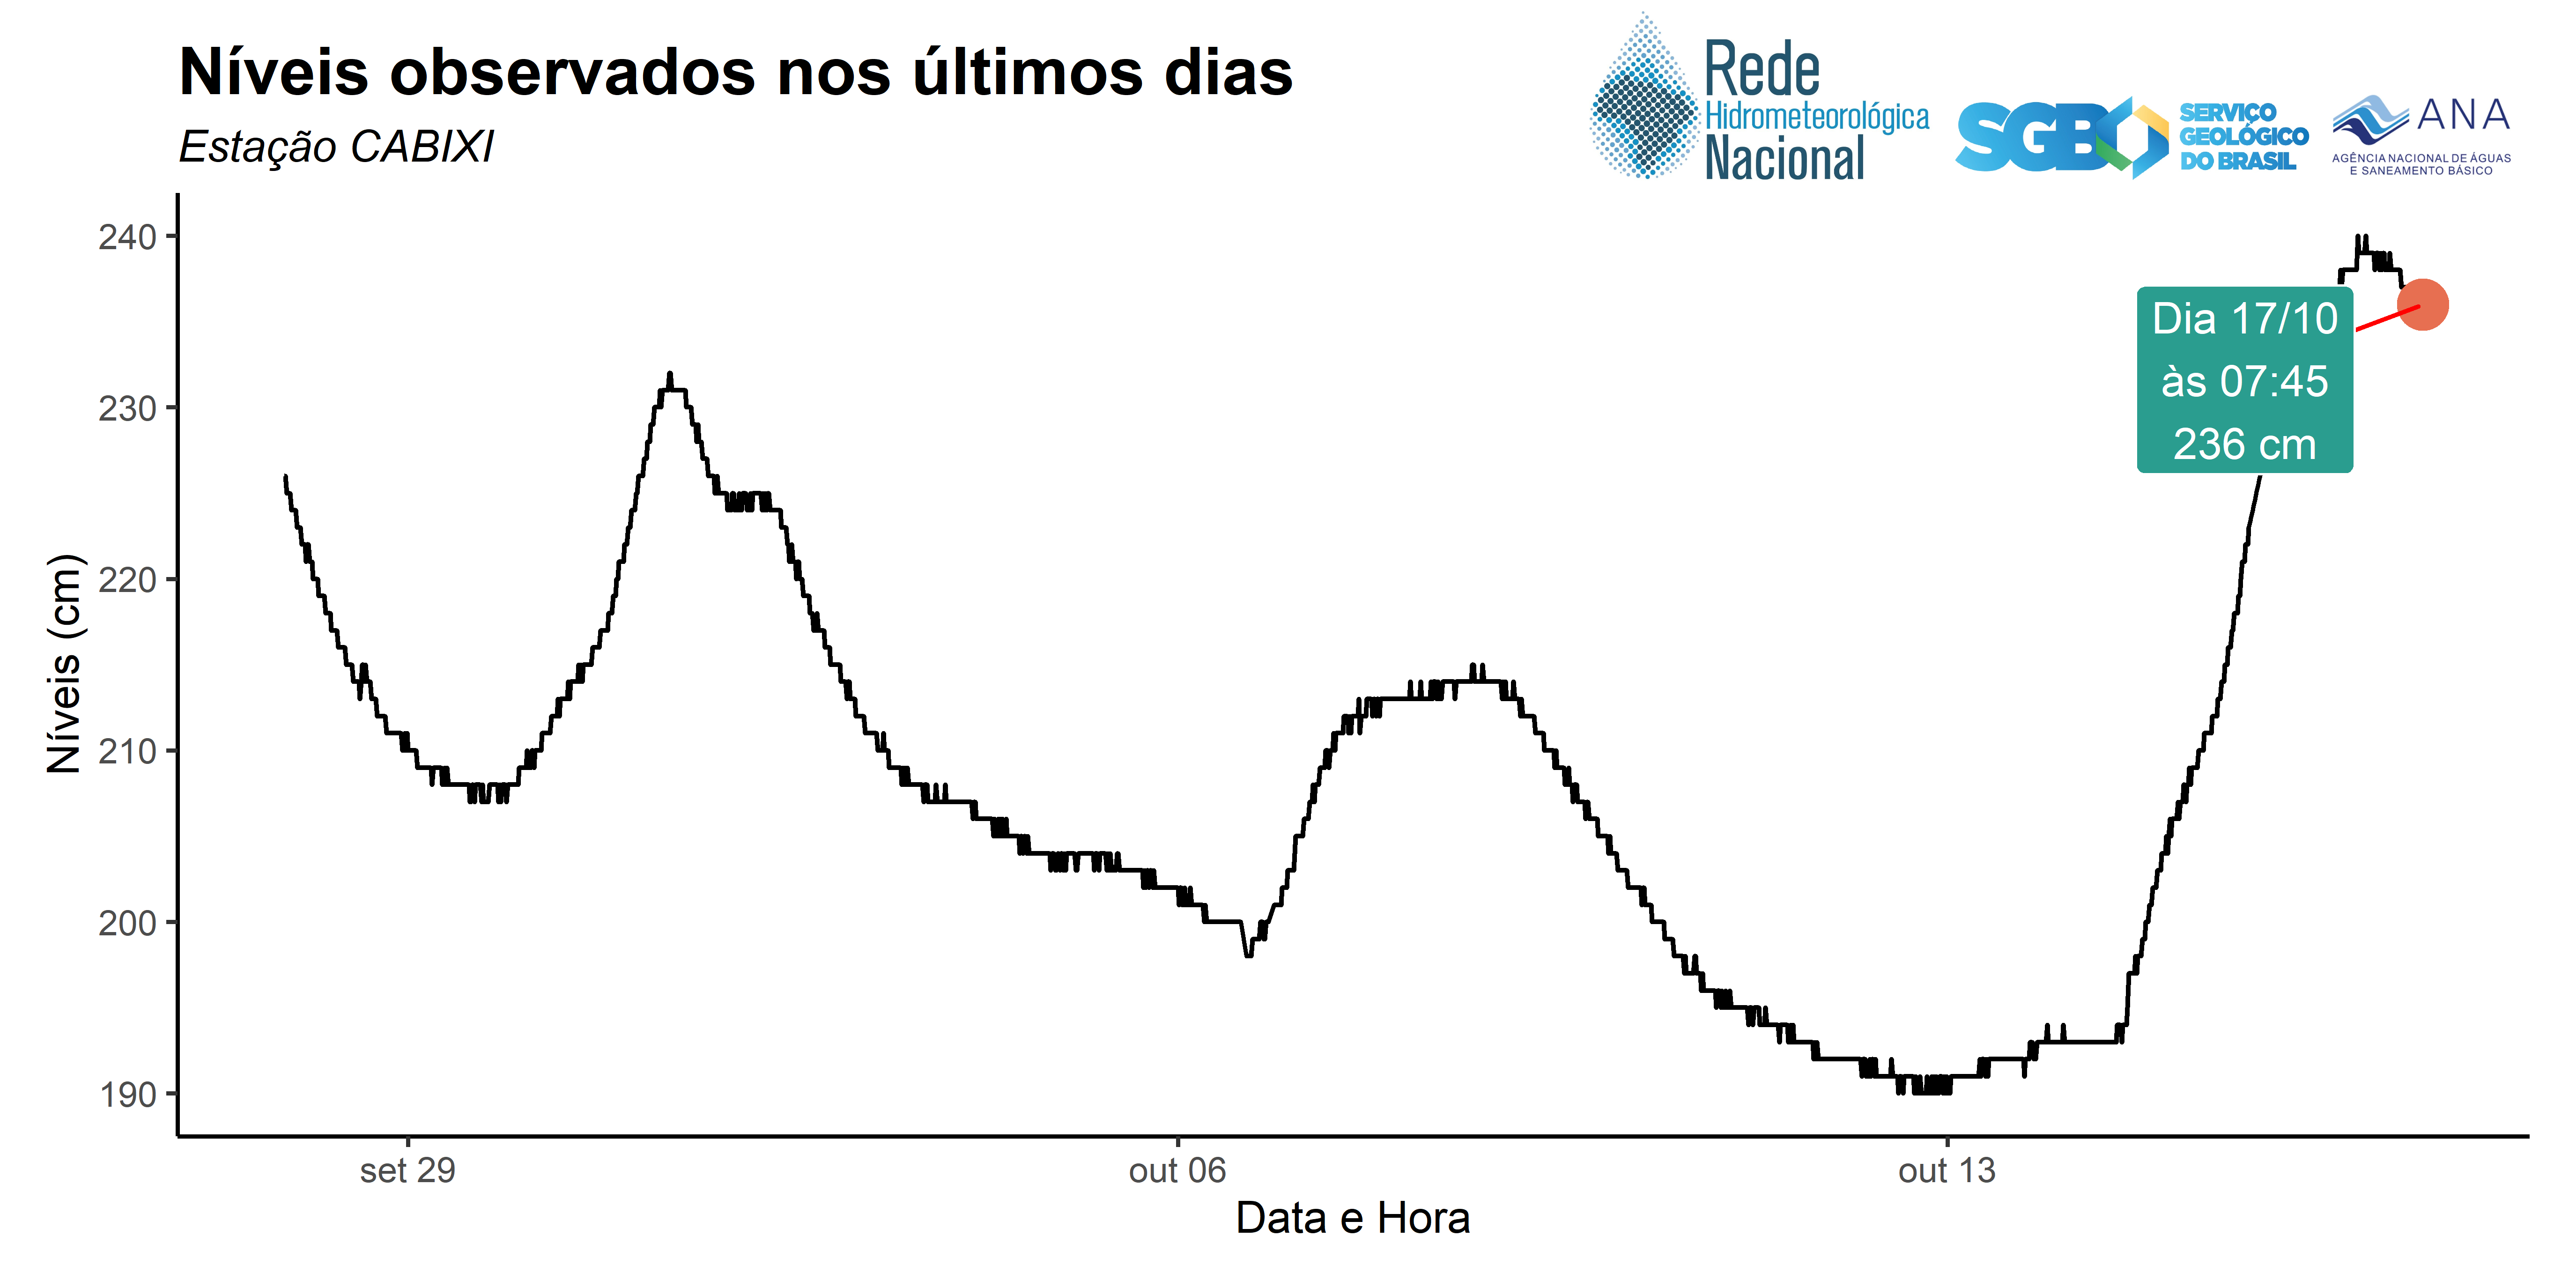 Níveis observados nos últimos dias
Estação CABIXI
Rede
Hidrometeorológica
Nacional
SGB
SERVIÇO
GEOLÓGICO
DO BRASIL
ANA
AGÊNCIA NACIONAL DE ÁGUAS
E SANEAMENTO BÁSICO
Níveis (cm)
240
230
220
210
200
190
Dia 17/10
às 07:45
236 cm
set 29
out 06
out 13
Data e Hora